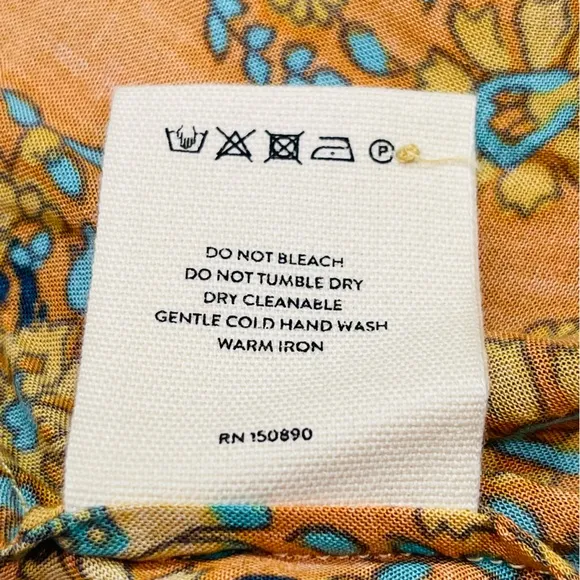 P
DO NOT BLEACH
DO NOT TUMBLE DRY
DRY CLEANABLE
GENTLE COLD HAND WASH
WARM IRON
RN 150890